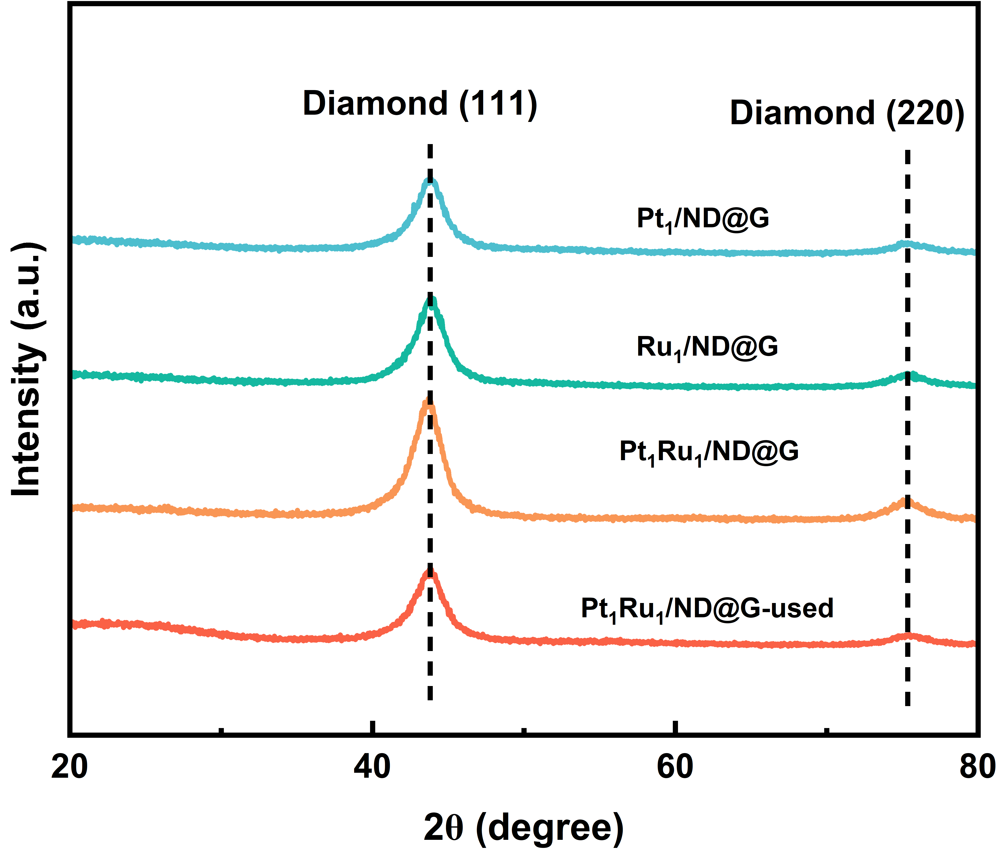 Diamond (111)
Diamond (220)
Pt₁/ND@G
Ru₁/ND@G
Pt₁Ru₁/ND@G
Pt₁Ru₁/ND@G-used
Intensity (a.u.)
20 40 60 80
2θ (degree)